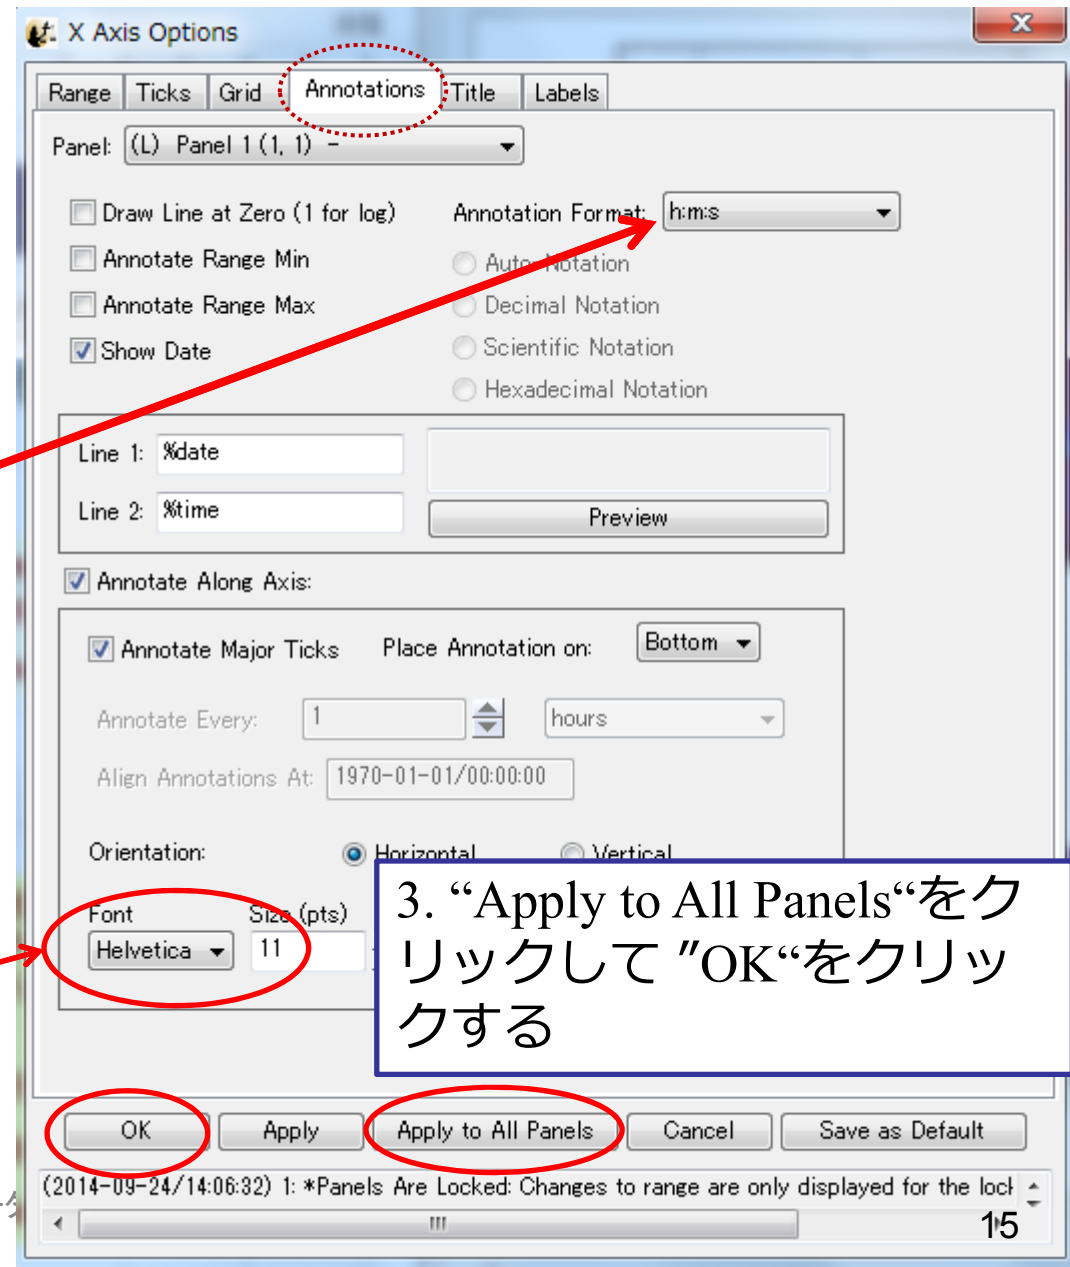 X Axis Options
X
Range Ticks Grid Annotations Title Labels
Panel: (L) Panel 1 (1, 1) -
Draw Line at Zero (1 for log) Annotation Format: h:m:s
Annotate Range Min Auto-Notation
Annotate Range Max Decimal Notation
Show Date Scientific Notation
Hexadecimal Notation
Line 1: %date
Line 2: %time Preview
Annotate Along Axis:
Annotate Major Ticks Place Annotation on: Bottom
Annotate Every: 1 hours
Align Annotations At: 1970-01-01/00:00:00
Orientation: Horizontal Vertical
Font Size (pts)
Helvetica 11
3. “Apply to All Panels“をク
リックして ”OK“をクリッ
クする
OK Apply Apply to All Panels Cancel Save as Default
(2014-09-24/14:06:32) 1: *Panels Are Locked: Changes to range are only displayed for the lock
15